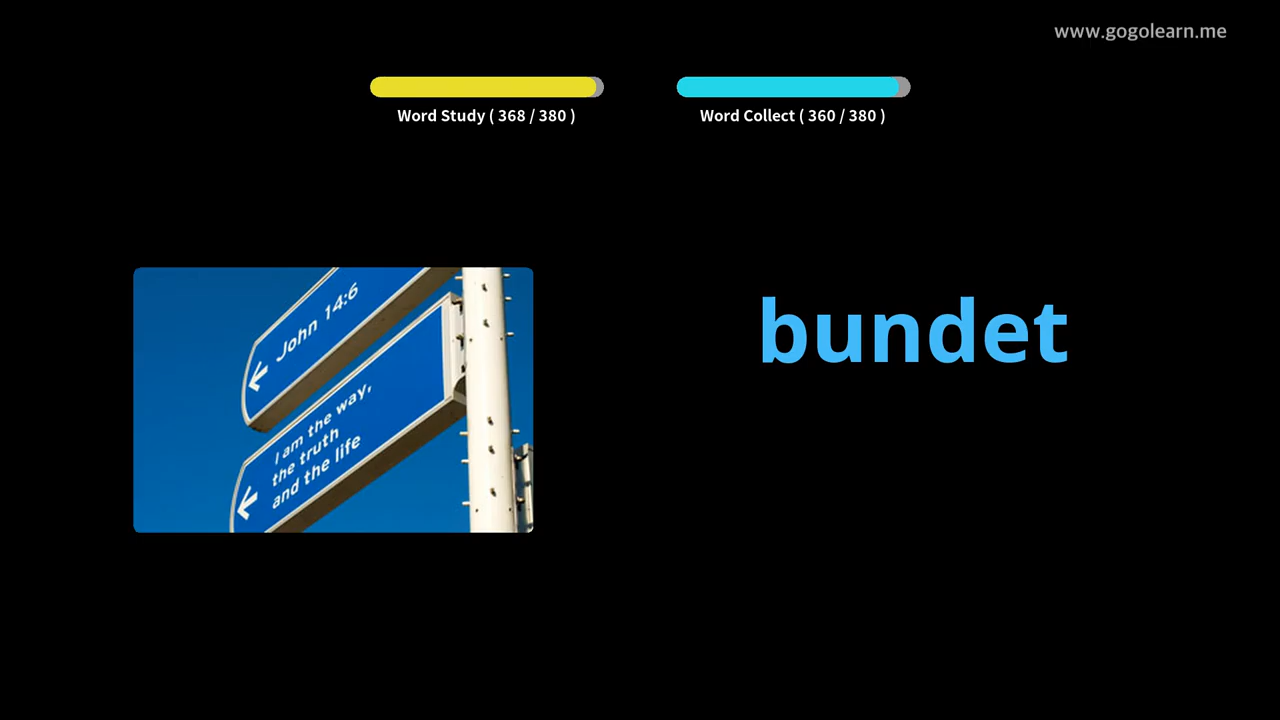 www.gogolearn.me
Word Study ( 368 / 380 )
Word Collect ( 360 / 380 )
John 14:6
I am the way,
the truth
and the life
bundet